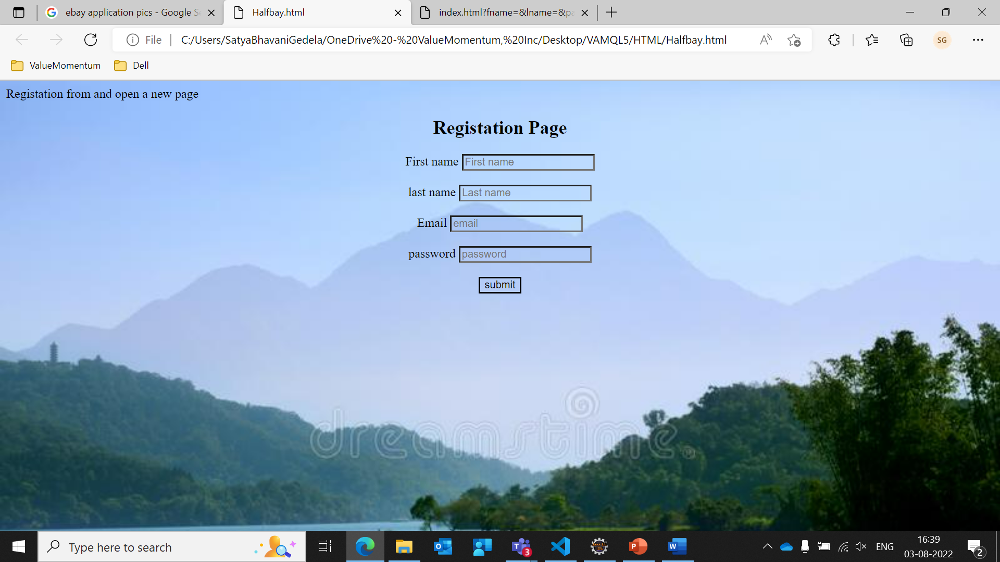 ebay application pics - Google Se
Halfbay.html
index.html?fname=&lname=&pa
File
C:/Users/SatyaBhavaniGedela/OneDrive%20-%20ValueMomentum,%20Inc/Desktop/VAMQL5/HTML/Halfbay.html
SG
ValueMomentum
Dell
Registation from and open a new page
Registation Page
First name First name
last name Last name
Email email
password password
submit
dreamstime®
Type here to search
3
ENG
16:39
03-08-2022
2